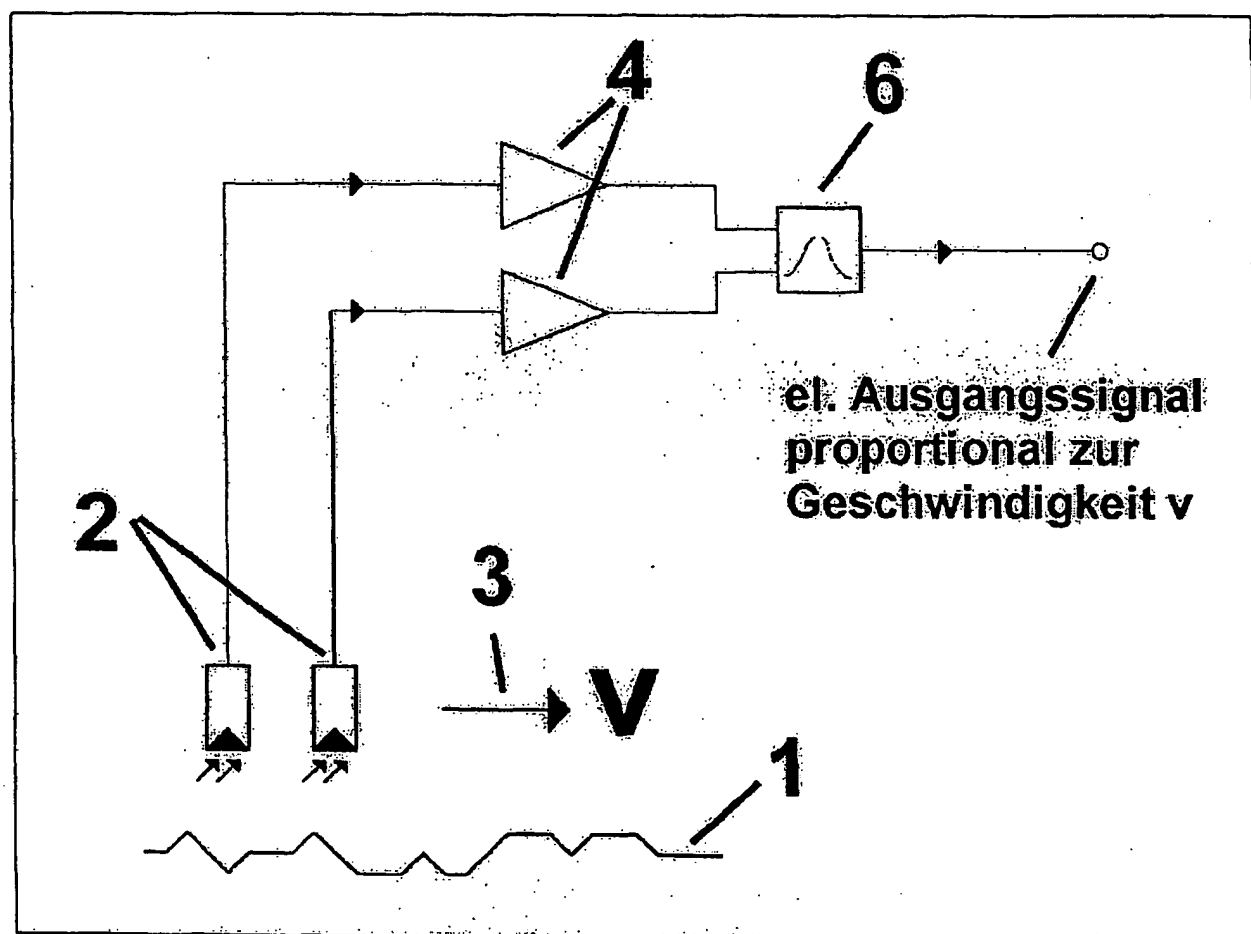 4
6
el. Ausgangssignal
proportional zur
Geschwindigkeit v
2
3
V
1